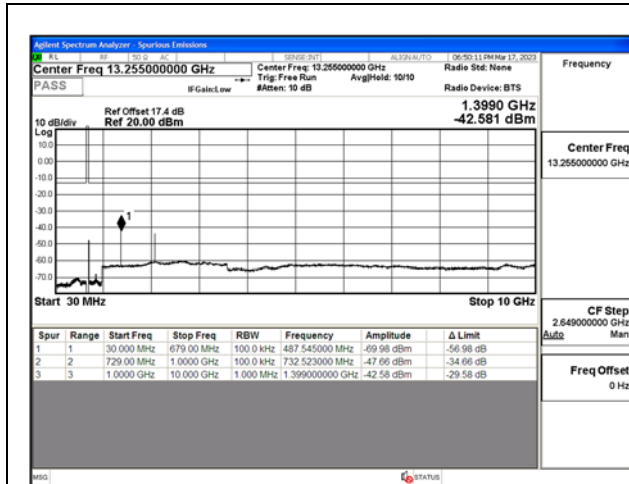 Agilent Spectrum Analyzer - Spurious Emissions
RL RF 50 Ω AC SENSE:INT ALIGN AUTO 06:50:11 PM Mar 17, 2023
Center Freq 13.255000000 GHz Center Freq: 13.255000000 GHz Radio Std: None Frequency
Trig: Free Run Avg|Hold: 10/10
PASS IFGain:Low #Atten: 10 dB Radio Device: BTS
Ref Offset 17.4 dB 1.3990 GHz
10 dB/div Ref 20.00 dBm -42.581 dBm
Log
10.0
0.00
-10.0
-20.0
-30.0
-40.0
-50.0
-60.0
-70.0
1
Start 30 MHz Stop 10 GHz
Center Freq
13.255000000 GHz
CF Step
2.649000000 GHz
Auto Man
Freq Offset
0 Hz
Spur Range Start Freq Stop Freq RBW Frequency Amplitude Δ Limit
1 1 30.000 MHz 679.00 MHz 100.0 kHz 487.545000 MHz -69.98 dBm -56.98 dB
2 2 729.00 MHz 1.0000 GHz 100.0 kHz 732.523000 MHz -47.66 dBm -34.66 dB
3 3 1.0000 GHz 10.000 GHz 1.000 MHz 1.399000000 GHz -42.58 dBm -29.58 dB
MSG STATUS